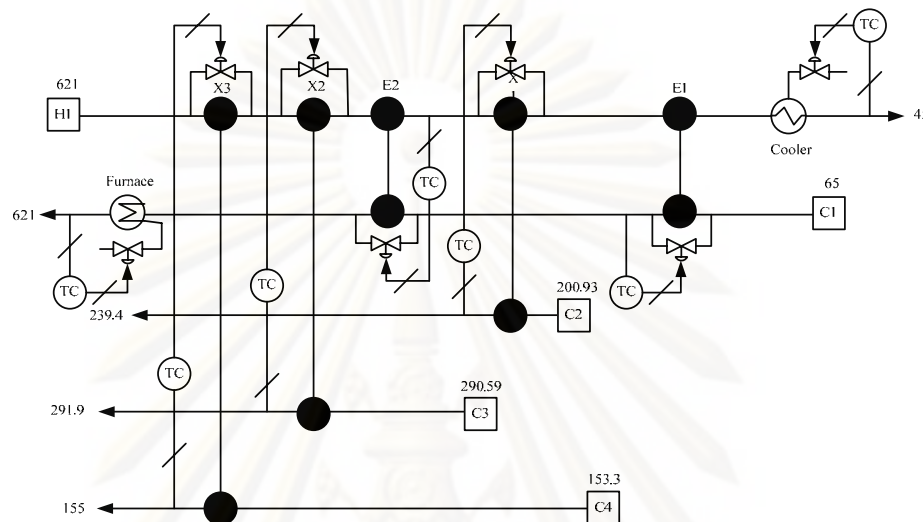 TC
621
X3
X2
E2
X
E1
H1
Cooler
4.
Furnace
TC
65
621
C1
TC
TC
TC
TC
200.93
239.4
C2
TC
290.59
291.9
C3
153.3
155
C4